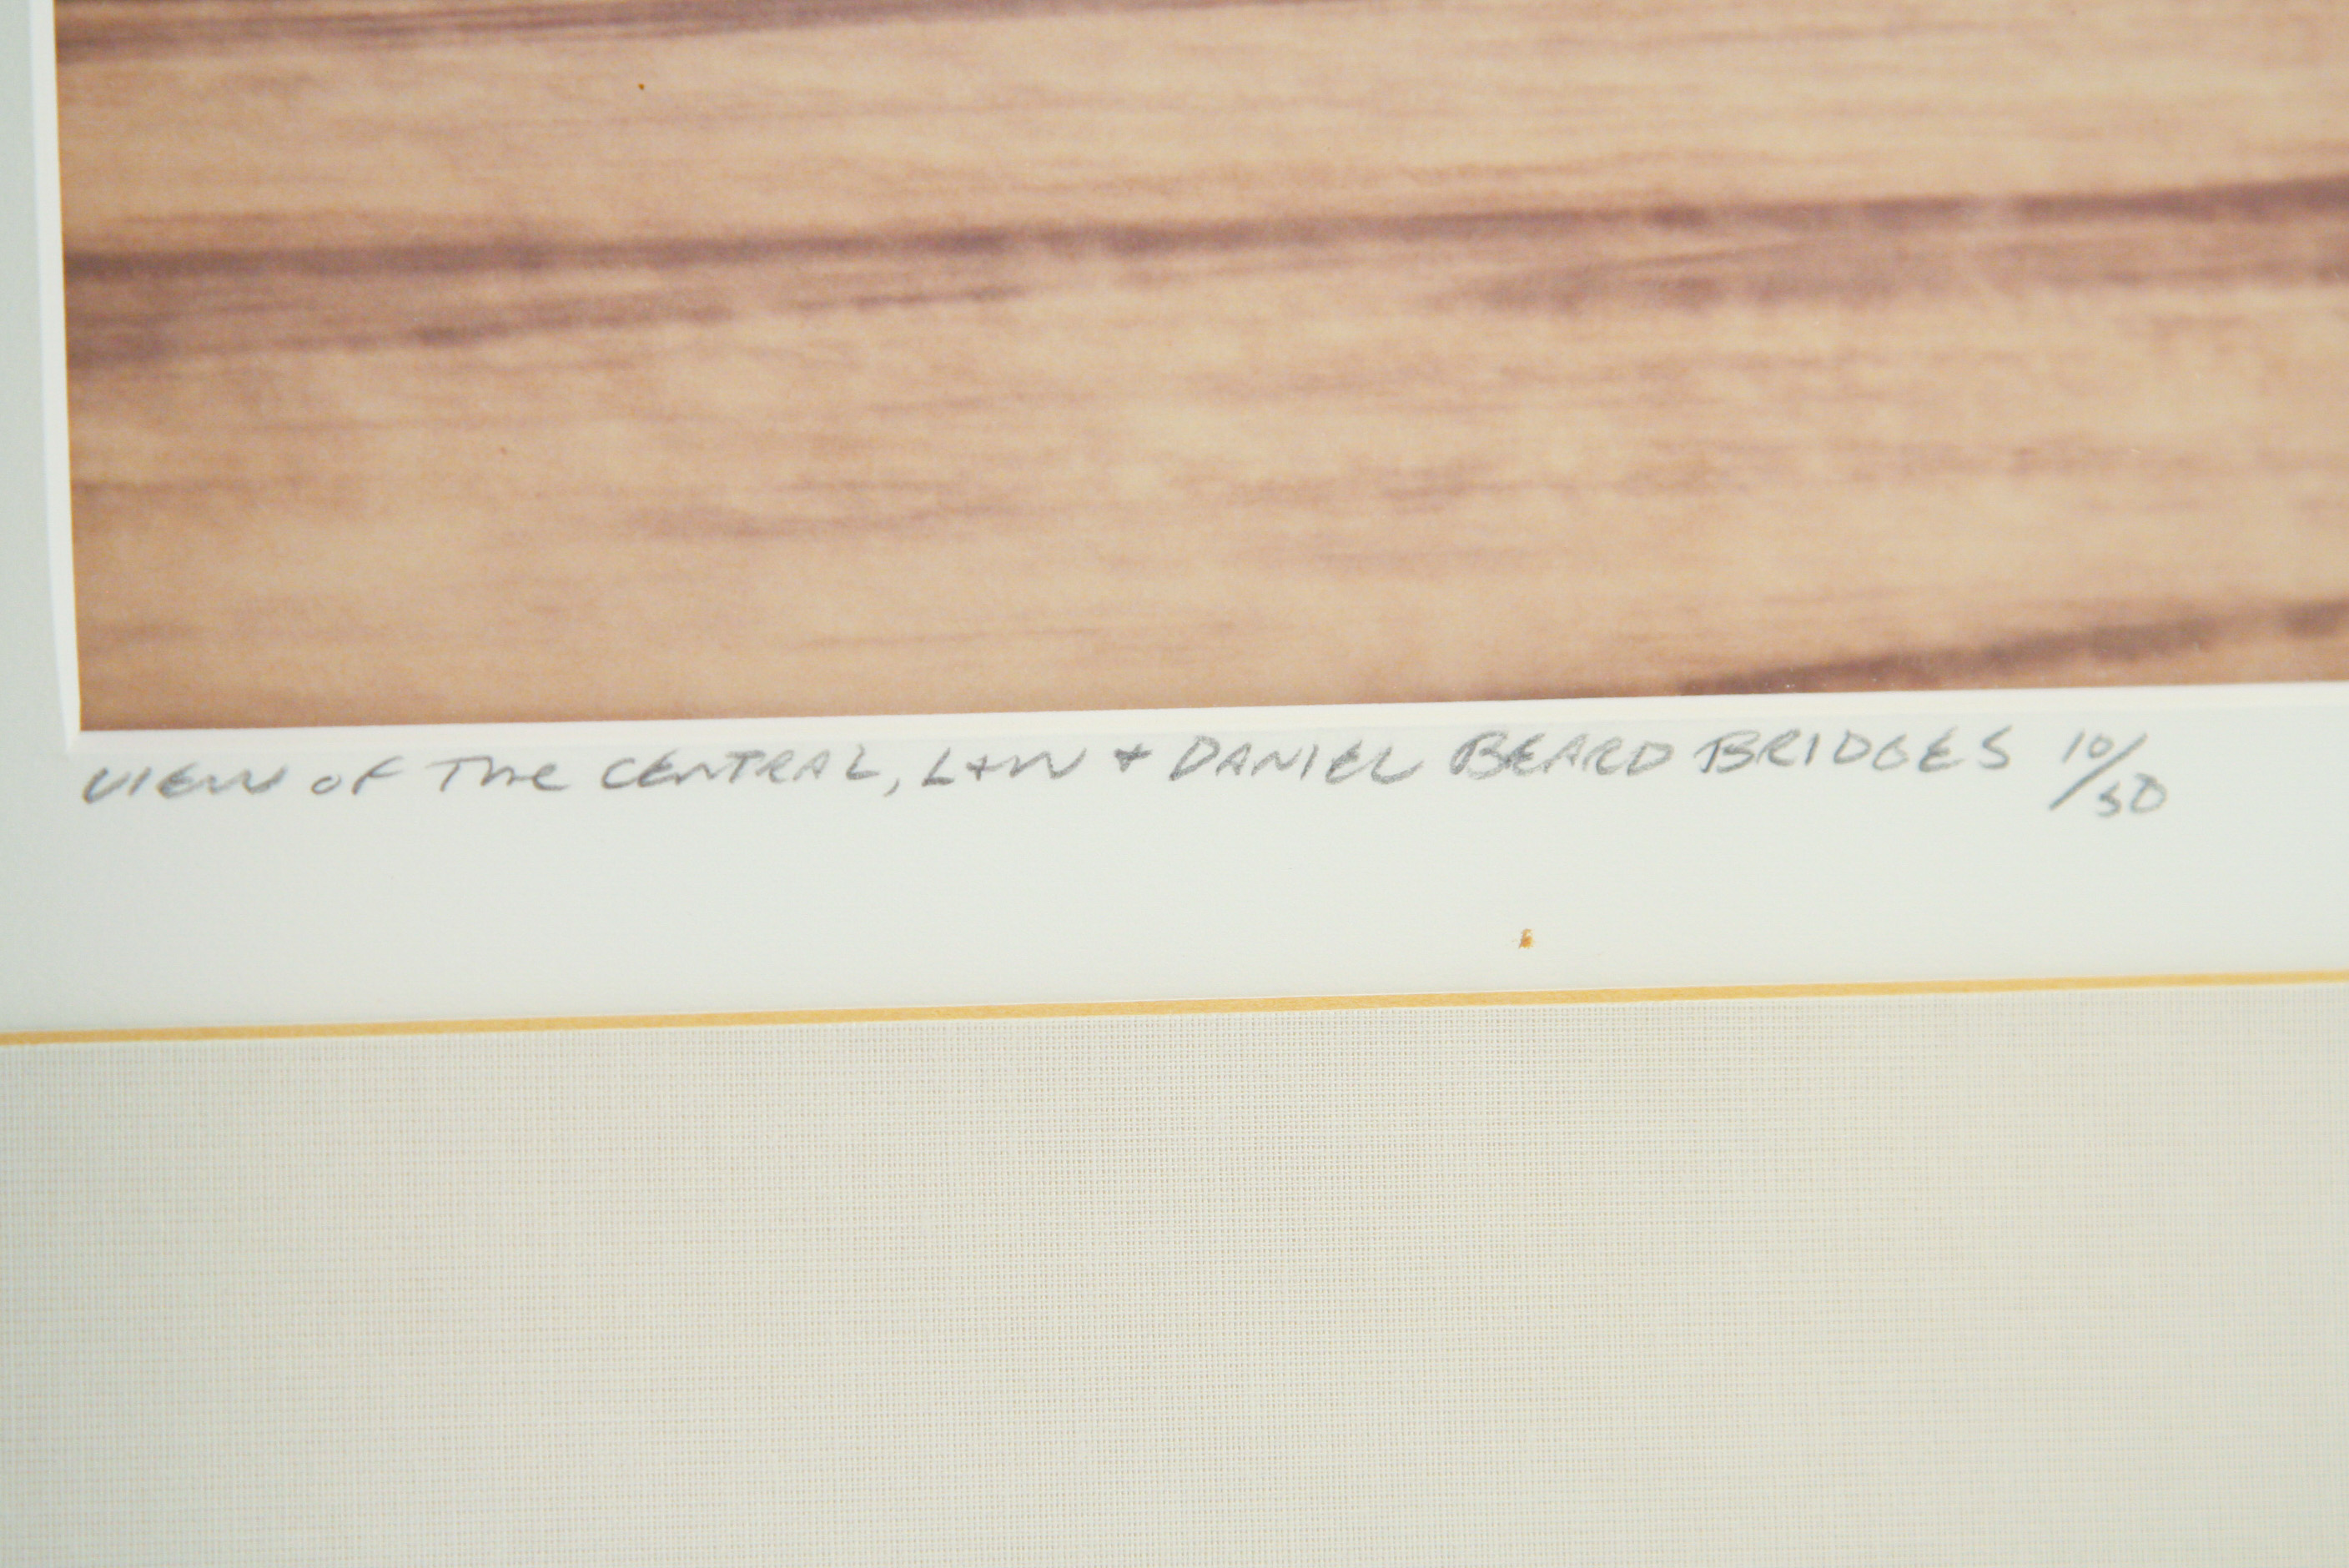 VIEW OF THE CENTRAL, L+N + DANIEL BEARD BRIDGES 10/50